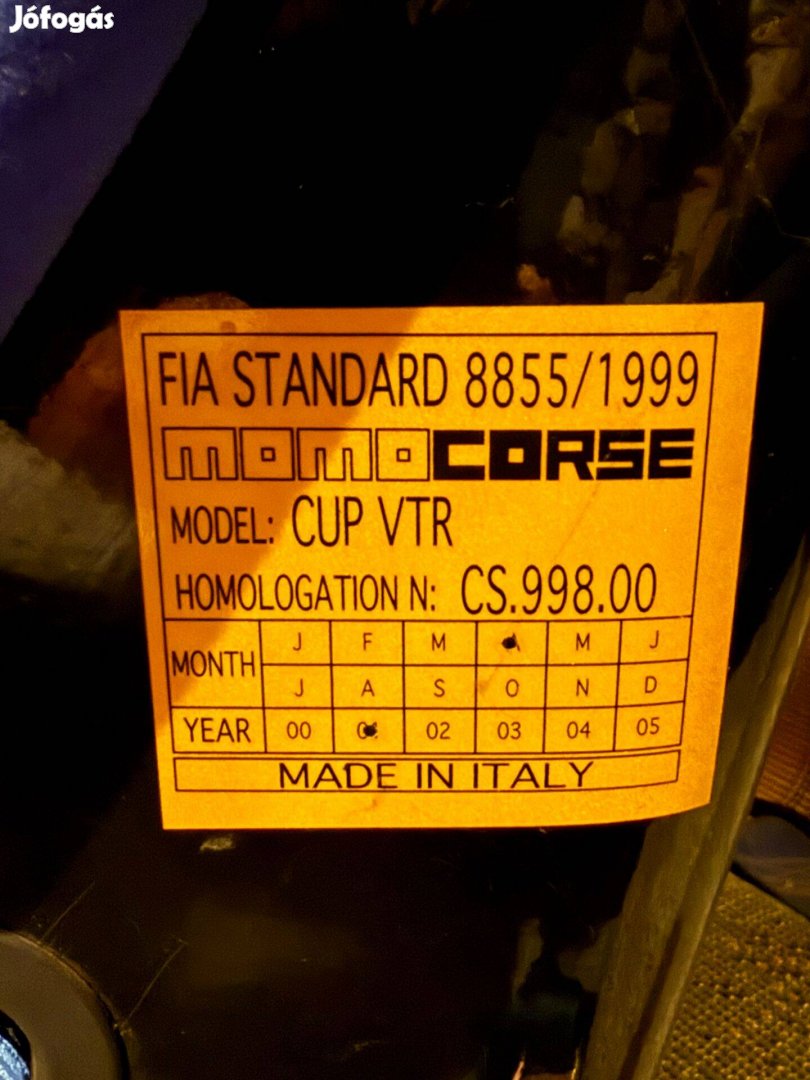 Jófogás
FIA STANDARD 8855/1999
MOMOCORSE
MODEL: CUP VTR
HOMOLOGATION N: CS.998.00
MONTH J F M A M J
J A S O N D
YEAR 00 02 03 04 05
MADE IN ITALY